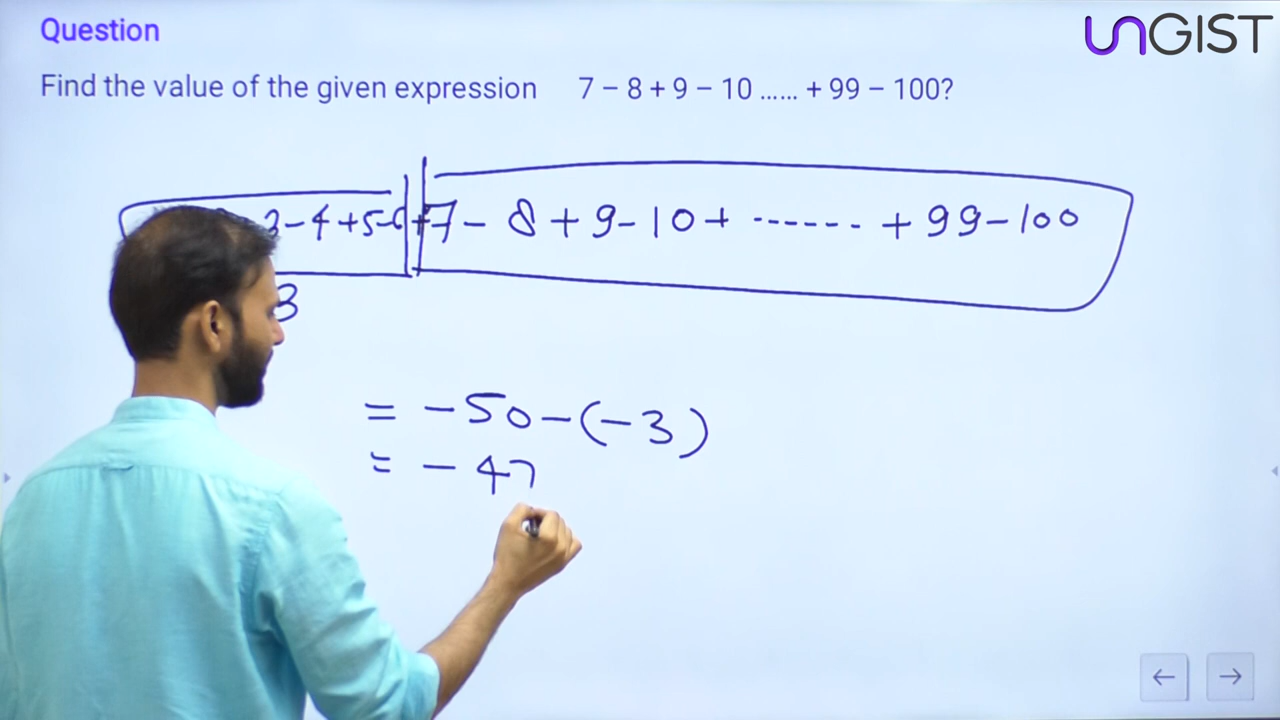 Question
UNGIST
Find the value of the given expression 7 – 8 + 9 – 10 ...... + 99 – 100?
3 - 4 + 5 - 6 + 7 - 8 + 9 - 10 + ------- + 99 - 100
3
= - 50 - (- 3)
= - 47